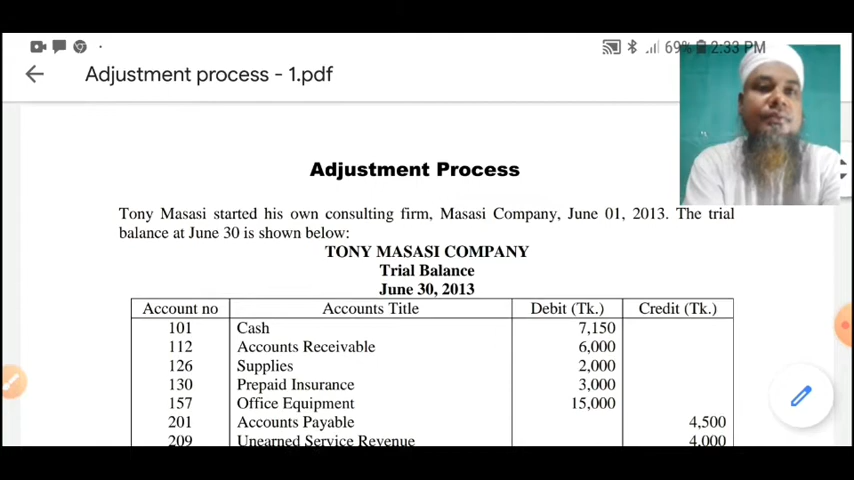 69% 2:33 PM
Adjustment process - 1.pdf
Adjustment Process
Tony Masasi started his own consulting firm, Masasi Company, June 01, 2013. The trial
balance at June 30 is shown below:
TONY MASASI COMPANY
Trial Balance
June 30, 2013
Account no Accounts Title Debit (Tk.) Credit (Tk.)
101 Cash 7,150
112 Accounts Receivable 6,000
126 Supplies 2,000
130 Prepaid Insurance 3,000
157 Office Equipment 15,000
201 Accounts Payable 4,500
209 Unearned Service Revenue 4,000